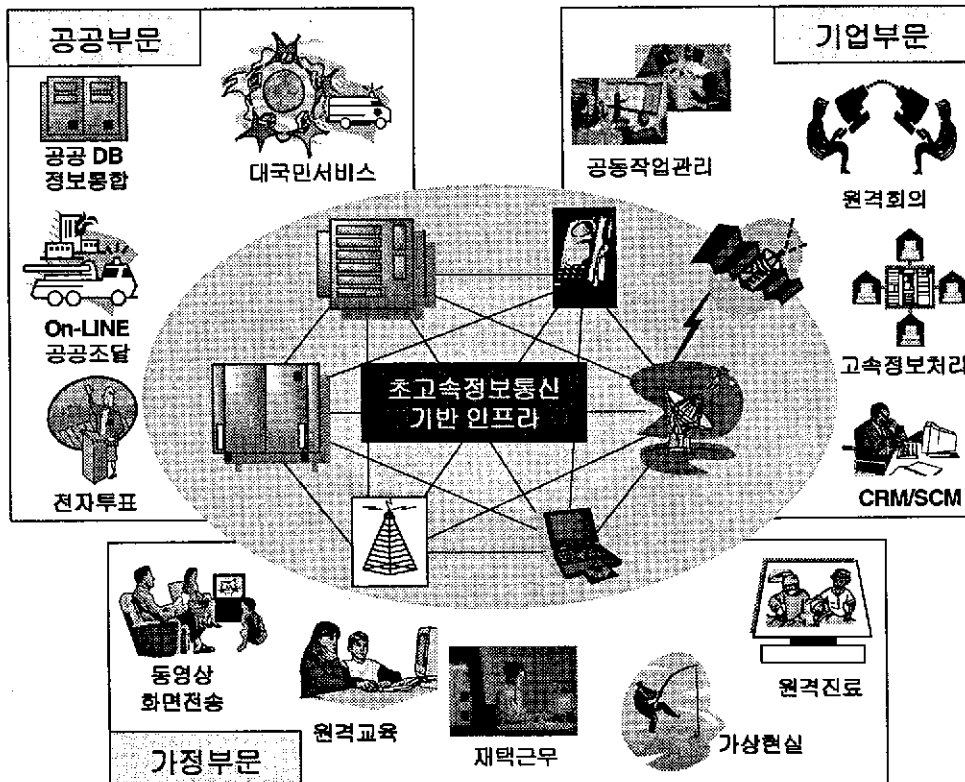 공공부문
공공 DB
정보통합
대국민서비스
On-LINE
공공조달
전자투표
기업부문
공동작업관리
원격회의
고속정보처리
CRM/SCM
초고속정보통신
기반 인프라
동영상
화면전송
원격교육
재택근무
가상현실
원격진료
가정부문